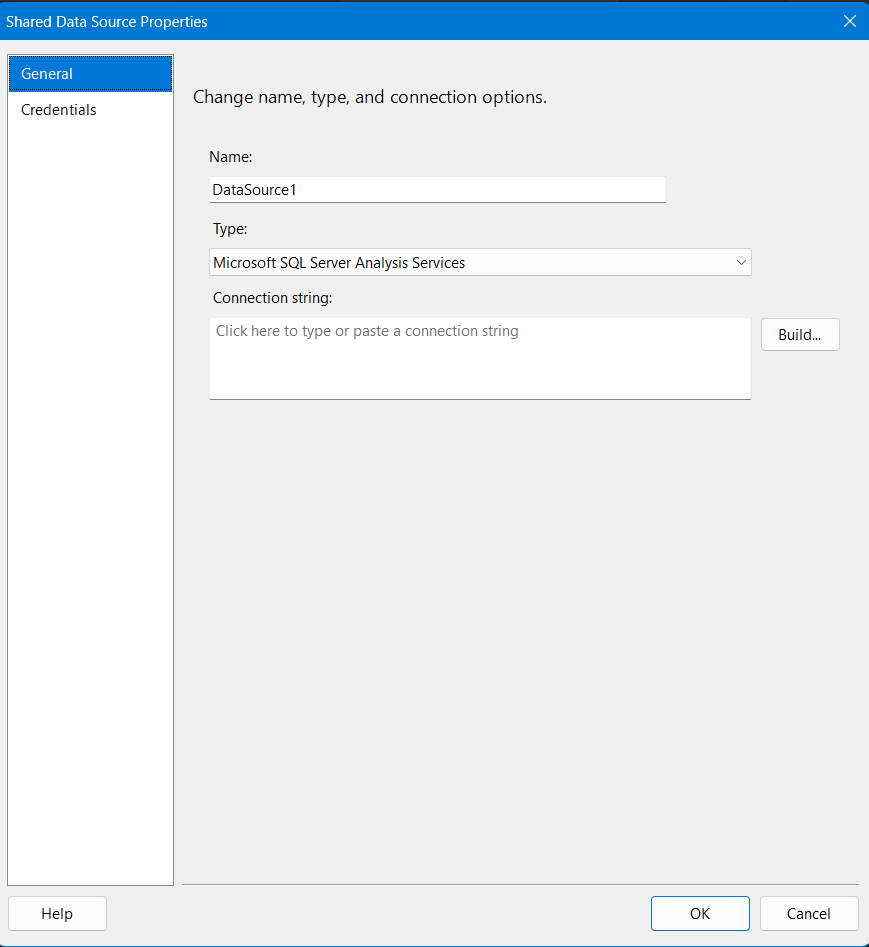 Shared Data Source Properties
General
Credentials
Change name, type, and connection options.
Name:
DataSource1
Type:
Microsoft SQL Server Analysis Services
Connection string:
Click here to type or paste a connection string
Build...
Help
OK
Cancel